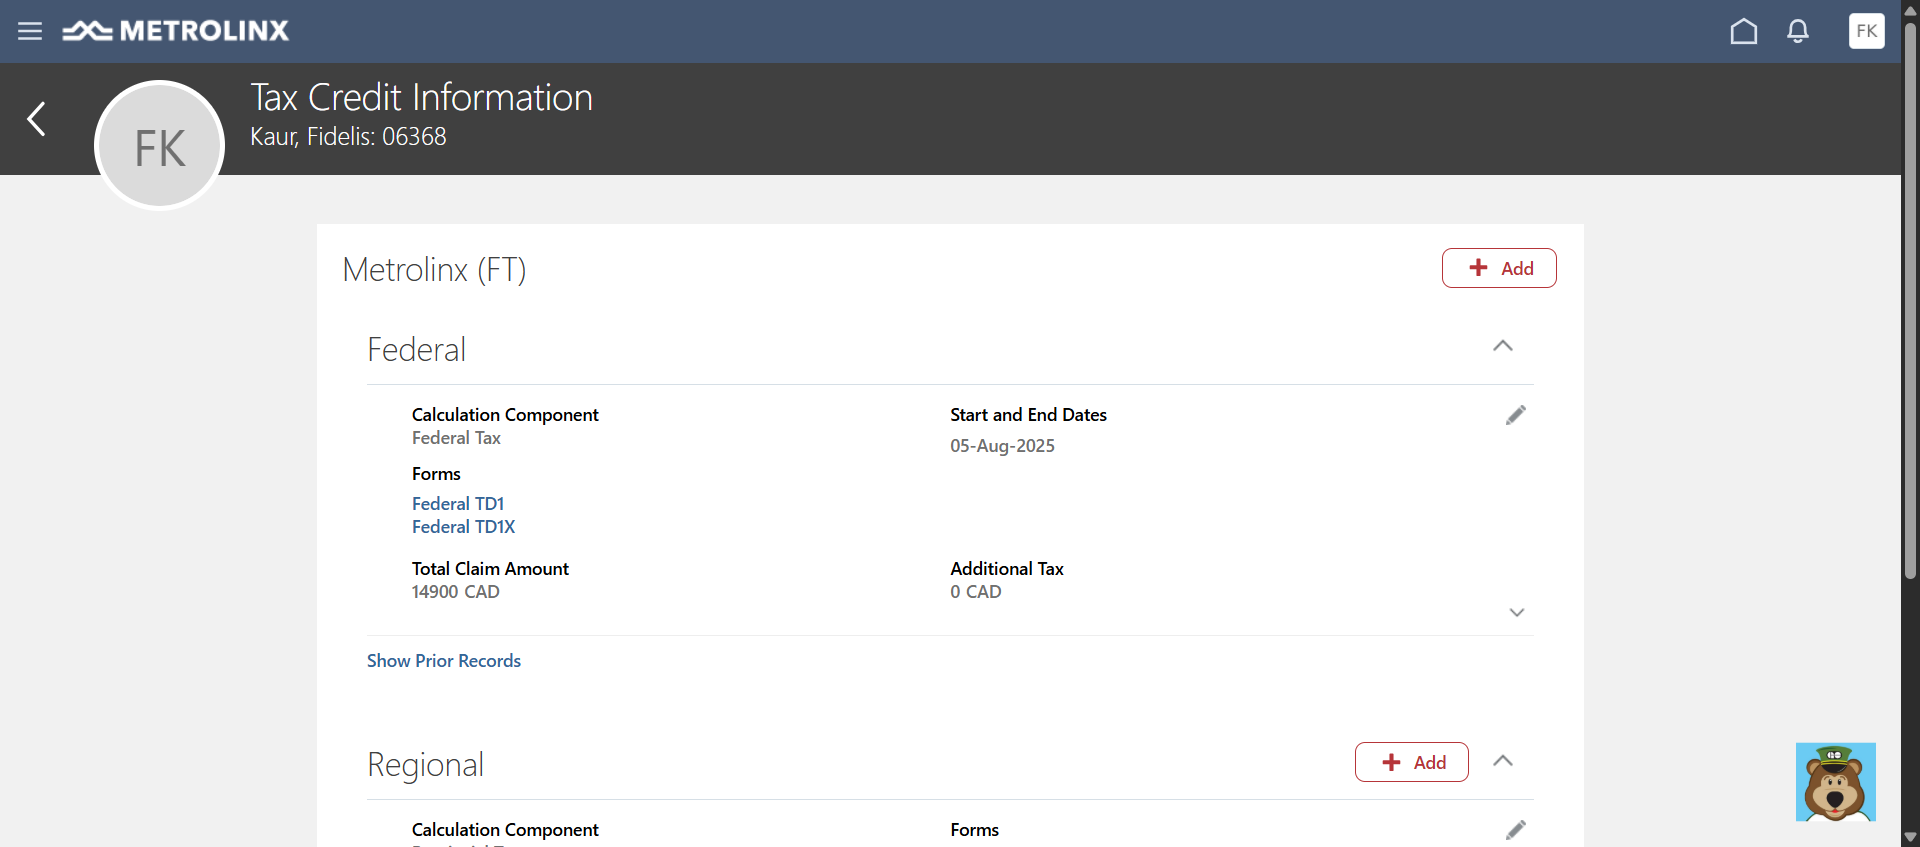 METROLINX
FK
Tax Credit Information
Kaur, Fidelis: 06368
FK
Metrolinx (FT)
Add
Federal
Calculation Component
Federal Tax
Start and End Dates
05-Aug-2025
Forms
Federal TD1
Federal TD1X
Total Claim Amount
14900 CAD
Additional Tax
0 CAD
Show Prior Records
Regional
Add
Calculation Component
Forms